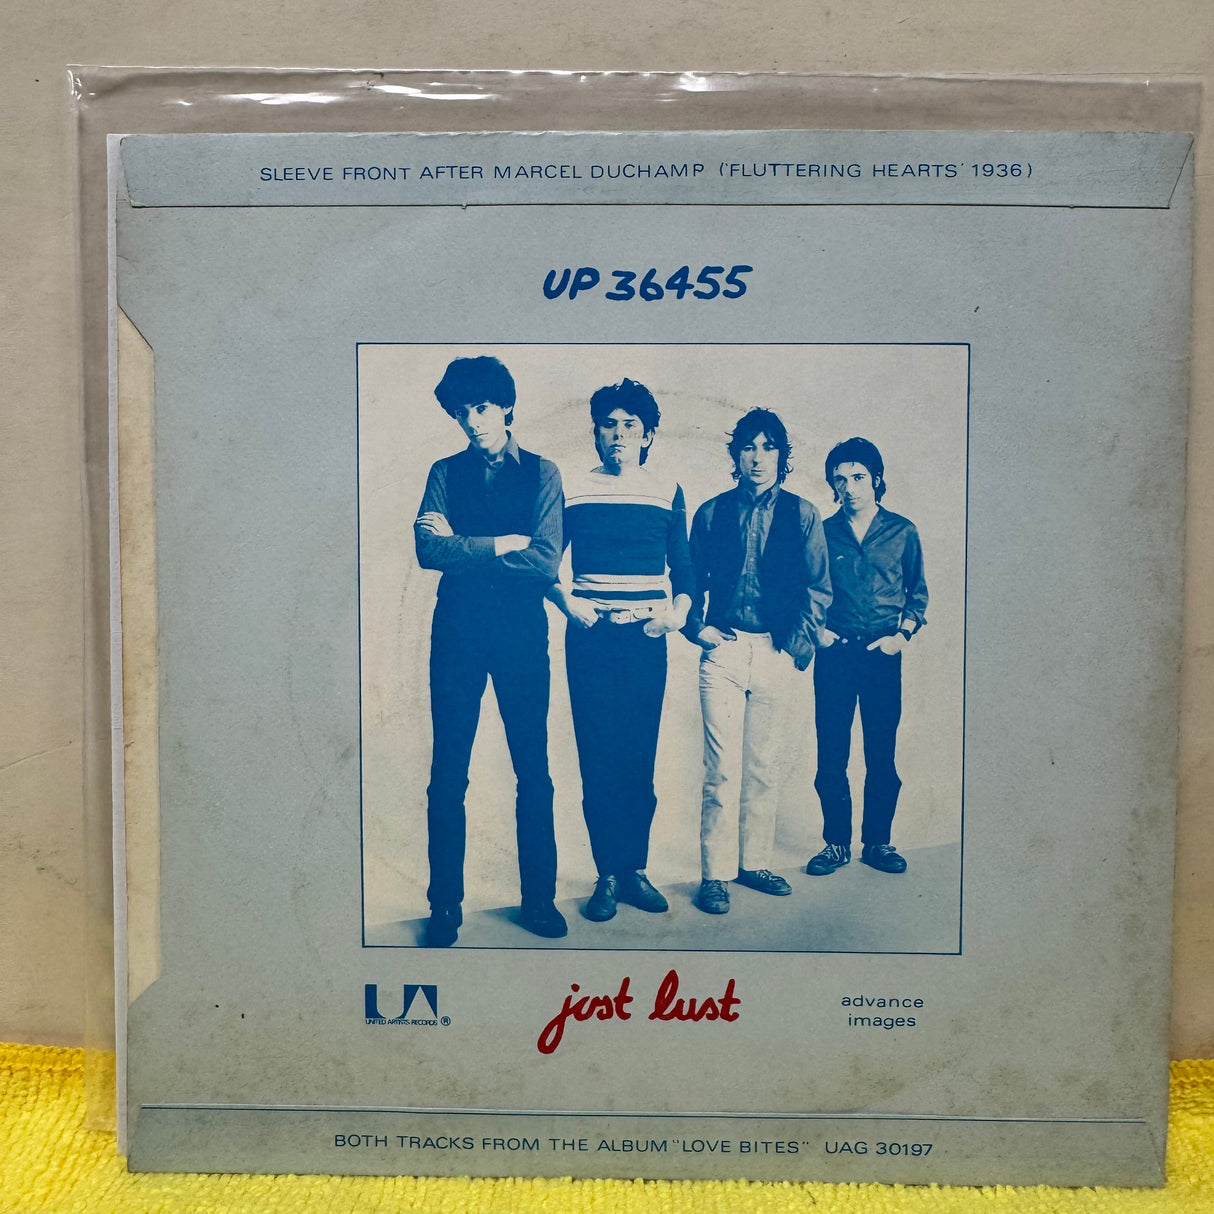 SLEEVE FRONT AFTER MARCEL DUCHAMP ('FLUTTERING HEARTS' 1936)
UP 36455
UA
UNITED ARTISTS RECORDS ®
just lust
advance
images
BOTH TRACKS FROM THE ALBUM "LOVE BITES" UAG 30197